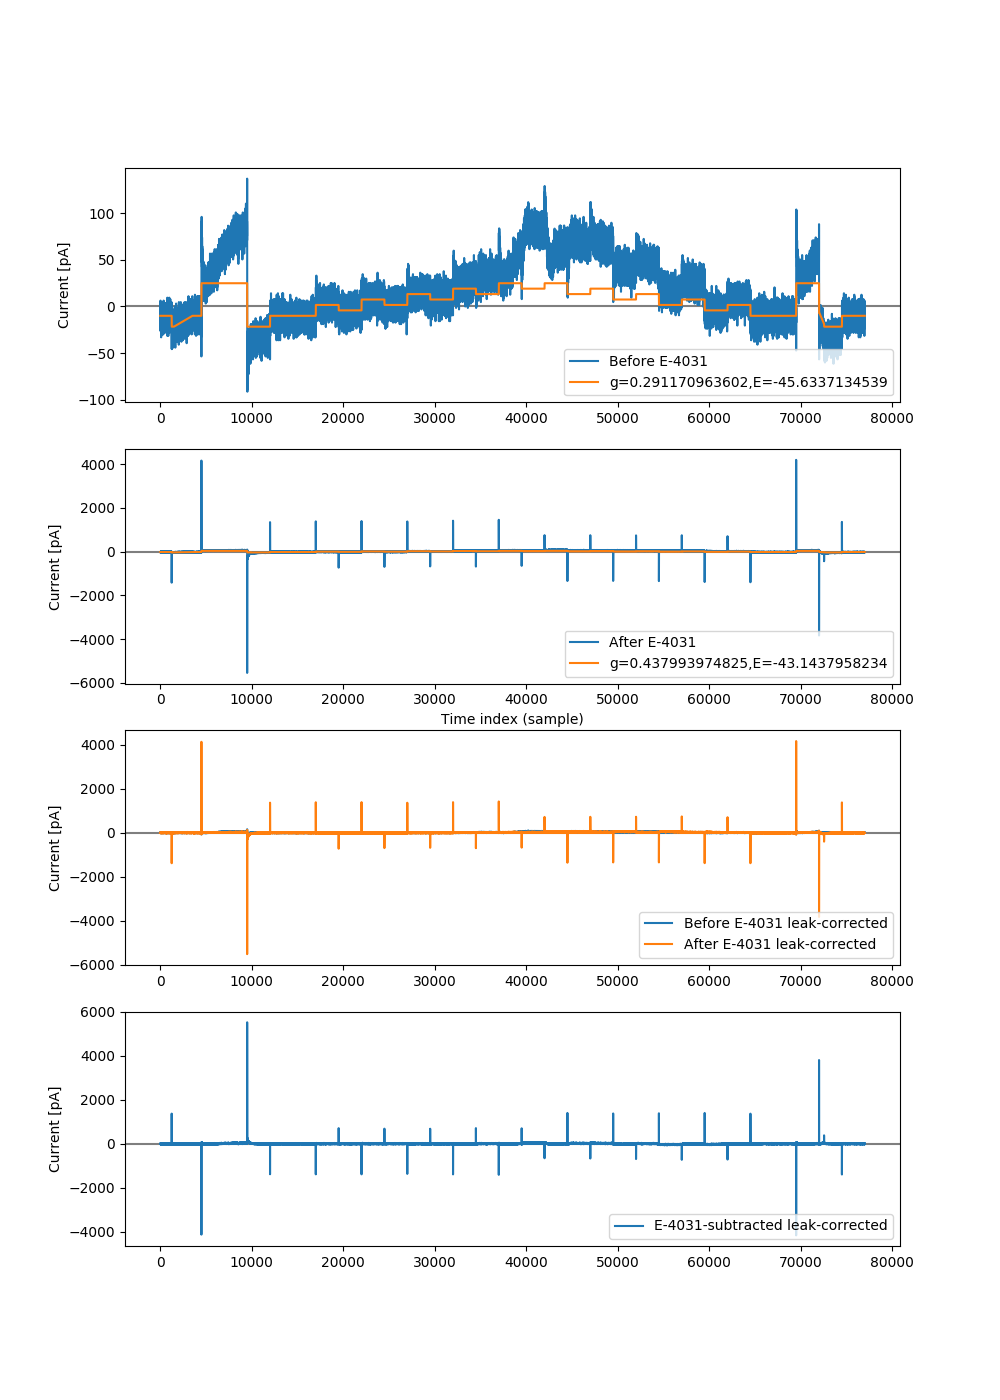 Current [pA]
100
50
0
−50
−100
Before E-4031
g=0.291170963602,E=-45.6337134539
0 10000 20000 30000 40000 50000 60000 70000 80000
Current [pA]
4000
2000
0
−2000
−4000
−6000
After E-4031
g=0.437993974825,E=-43.1437958234
0 10000 20000 30000 40000 50000 60000 70000 80000
Time index (sample)
Current [pA]
4000
2000
0
−2000
−4000
−6000
Before E-4031 leak-corrected
After E-4031 leak-corrected
0 10000 20000 30000 40000 50000 60000 70000 80000
Current [pA]
6000
4000
2000
0
−2000
−4000
E-4031-subtracted leak-corrected
0 10000 20000 30000 40000 50000 60000 70000 80000